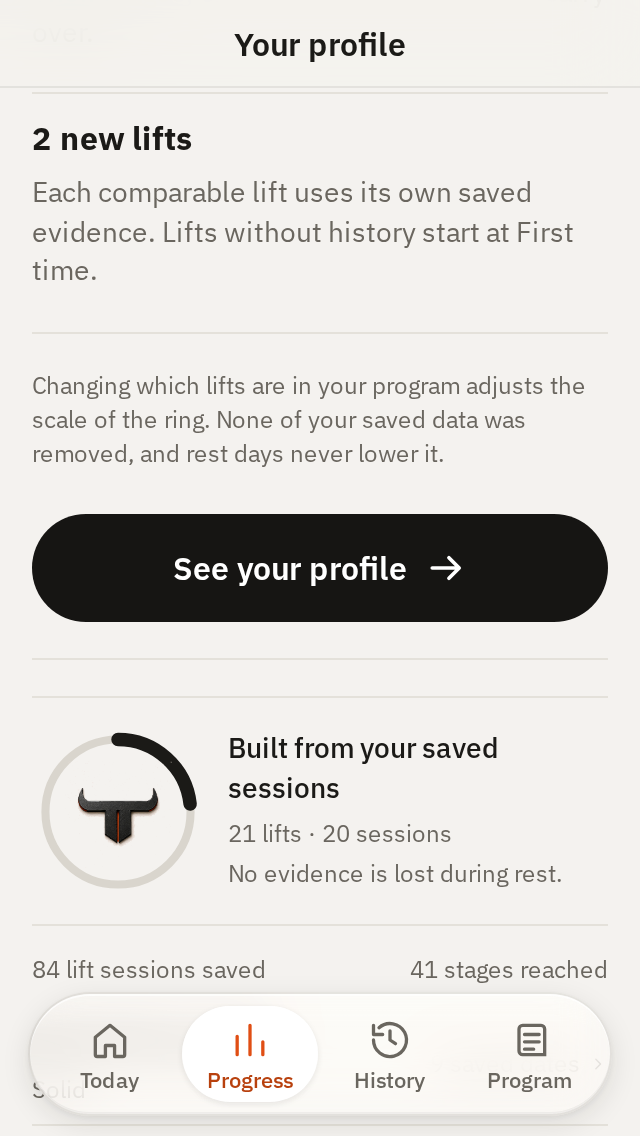 Your profile
2 new lifts
Each comparable lift uses its own saved
evidence. Lifts without history start at First
time.
Changing which lifts are in your program adjusts the
scale of the ring. None of your saved data was
removed, and rest days never lower it.
See your profile
Built from your saved
sessions
21 lifts · 20 sessions
No evidence is lost during rest.
84 lift sessions saved 41 stages reached
Solid
Today Progress History Program